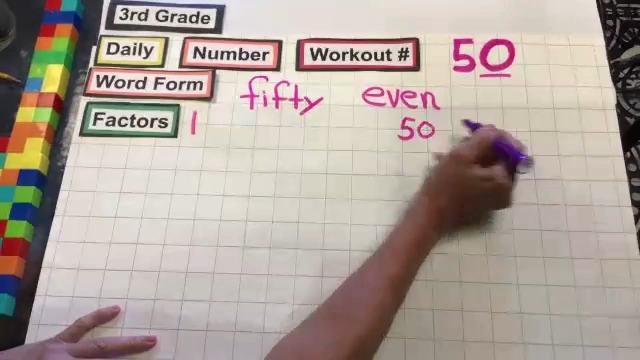 3rd Grade
Daily Number Workout # 50
Word Form fifty even
Factors 1 50